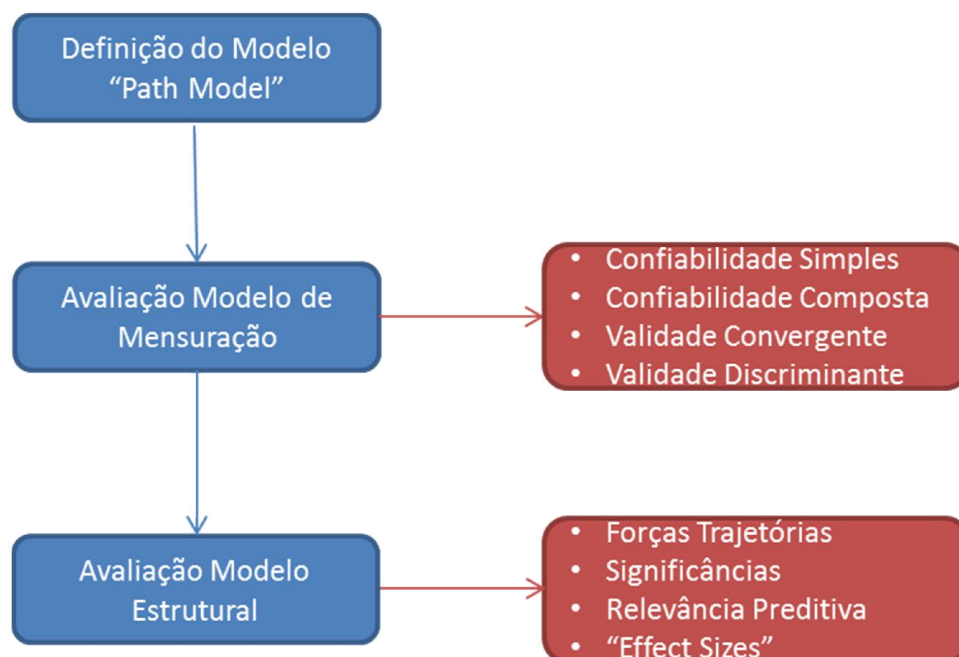 Definição do Modelo
“Path Model”
Avaliação Modelo de
Mensuração
• Confiabilidade Simples
• Confiabilidade Composta
• Validade Convergente
• Validade Discriminante
Avaliação Modelo
Estrutural
• Forças Trajetórias
• Significâncias
• Relevância Preditiva
• “Effect Sizes”